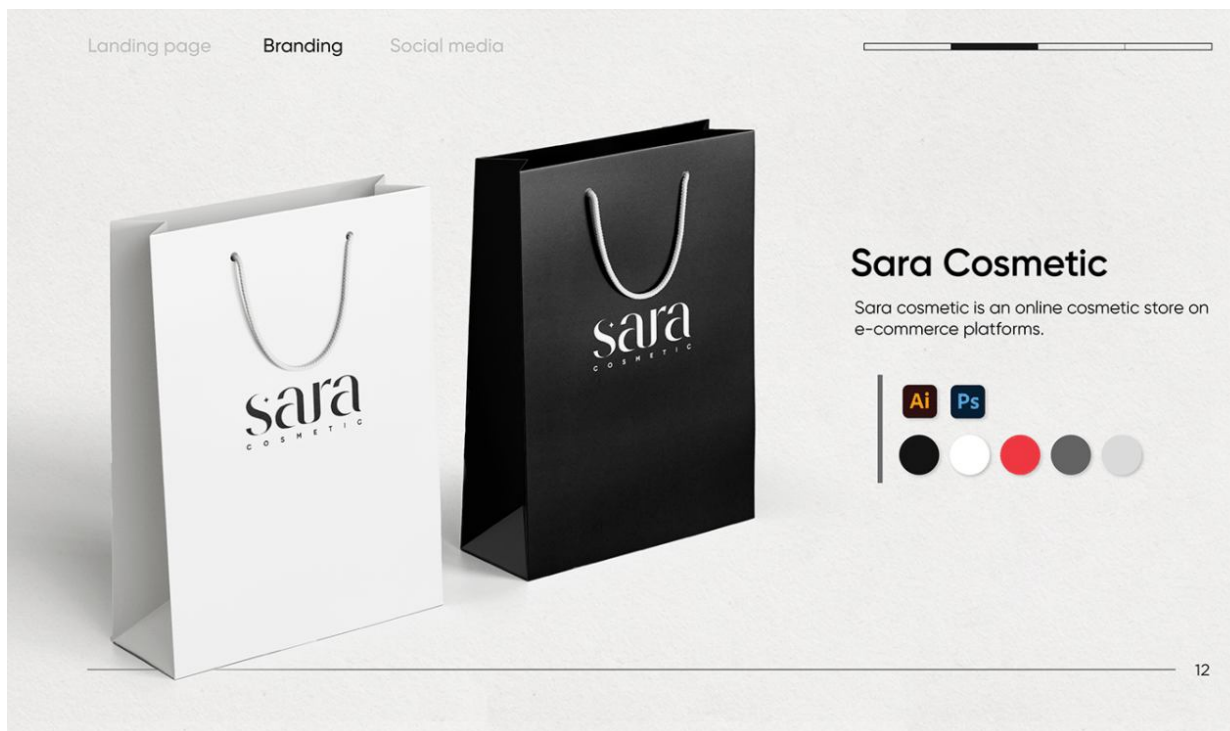 Landing page
Branding
Social media
sara
COSMETIC
sara
COSMETIC
Sara Cosmetic
Sara cosmetic is an online cosmetic store on
e-commerce platforms.
Ai
Ps
12